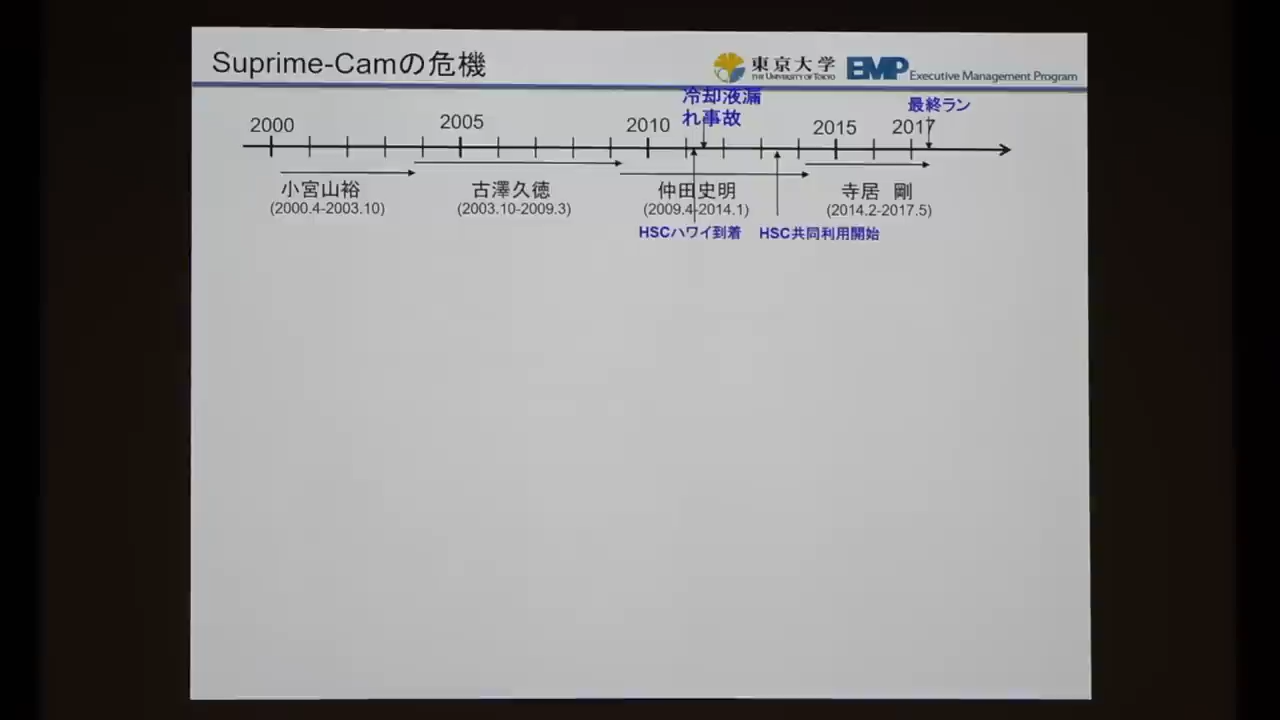 Suprime-Camの危機
東京大学
THE UNIVERSITY OF TOKYO
EMP Executive Management Program
冷却液漏
れ事故
最終ラン
2000
2005
2010
2015
2017
小宮山裕
(2000.4-2003.10)
古澤久徳
(2003.10-2009.3)
仲田史明
(2009.4-2014.1)
寺居 剛
(2014.2-2017.5)
HSCハワイ到着
HSC共同利用開始